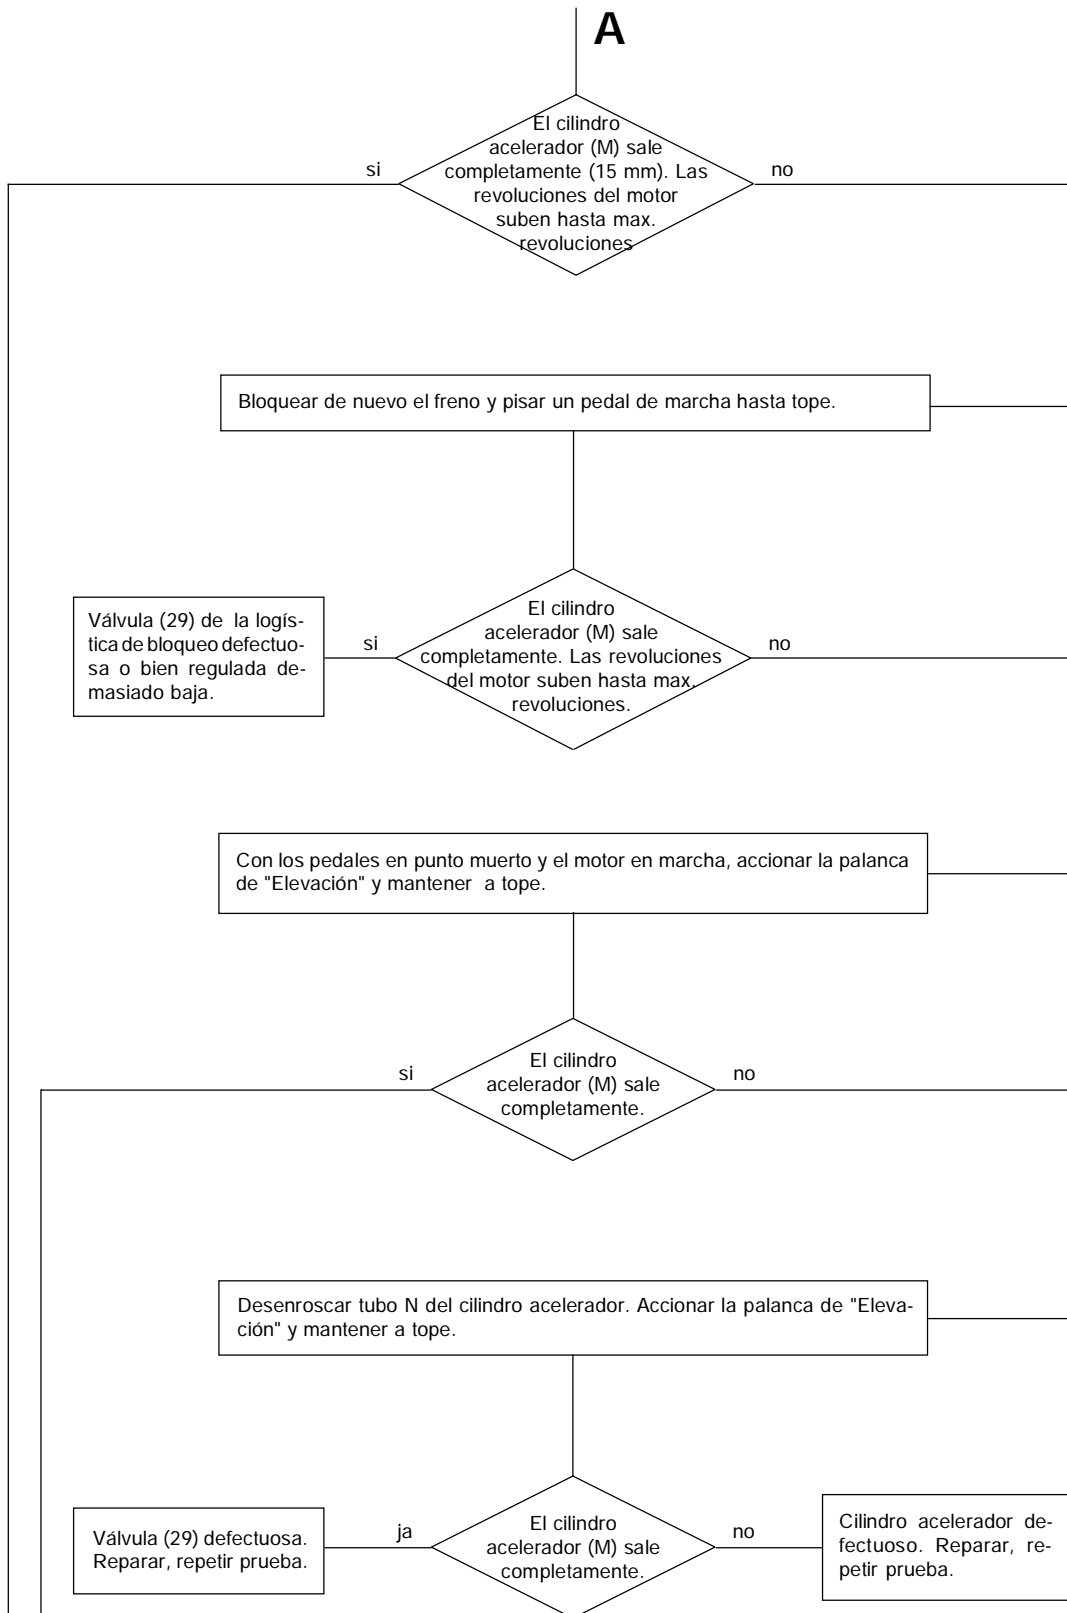 A
El cilindro
acelerador (M) sale
completamente (15 mm). Las
revoluciones del motor
suben hasta max.
revoluciones
si
no
Bloquear de nuevo el freno y pisar un pedal de marcha hasta tope.
Válvula (29) de la logís-
tica de bloqueo defectuo-
sa o bien regulada de-
masiado baja.
si
El cilindro
acelerador (M) sale
completamente. Las revoluciones
del motor suben hasta max.
revoluciones.
no
Con los pedales en punto muerto y el motor en marcha, accionar la palanca
de "Elevación" y mantener a tope.
si
El cilindro
acelerador (M) sale
completamente.
no
Desenroscar tubo N del cilindro acelerador. Accionar la palanca de "Eleva-
ción" y mantener a tope.
Válvula (29) defectuosa.
Reparar, repetir prueba.
ja
El cilindro
acelerador (M) sale
completamente.
no
Cilindro acelerador de-
fectuoso. Reparar, re-
petir prueba.